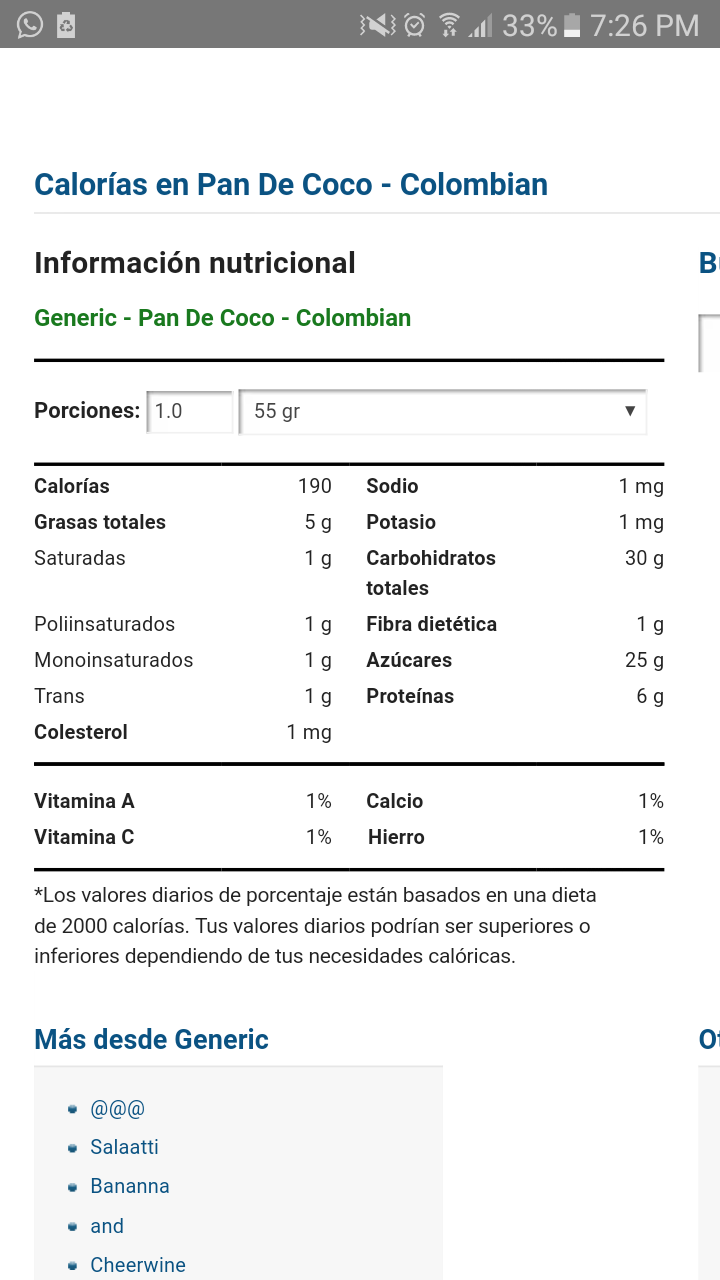 33% 7:26 PM
Calorías en Pan De Coco - Colombian
Información nutricional
Bu
Generic - Pan De Coco - Colombian
Porciones: 1.0 55 gr
Calorías 190 Sodio 1 mg
Grasas totales 5 g Potasio 1 mg
Saturadas 1 g Carbohidratos totales 30 g
Poliinsaturados 1 g Fibra dietética 1 g
Monoinsaturados 1 g Azúcares 25 g
Trans 1 g Proteínas 6 g
Colesterol 1 mg
Vitamina A 1% Calcio 1%
Vitamina C 1% Hierro 1%
*Los valores diarios de porcentaje están basados en una dieta
de 2000 calorías. Tus valores diarios podrían ser superiores o
inferiores dependiendo de tus necesidades calóricas.
Más desde Generic
Ot
@@@
Salaatti
Bananna
and
Cheerwine